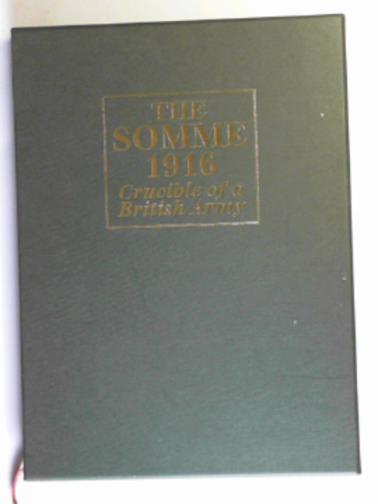 THE
SOMME
1916
Crucible of a
British Army